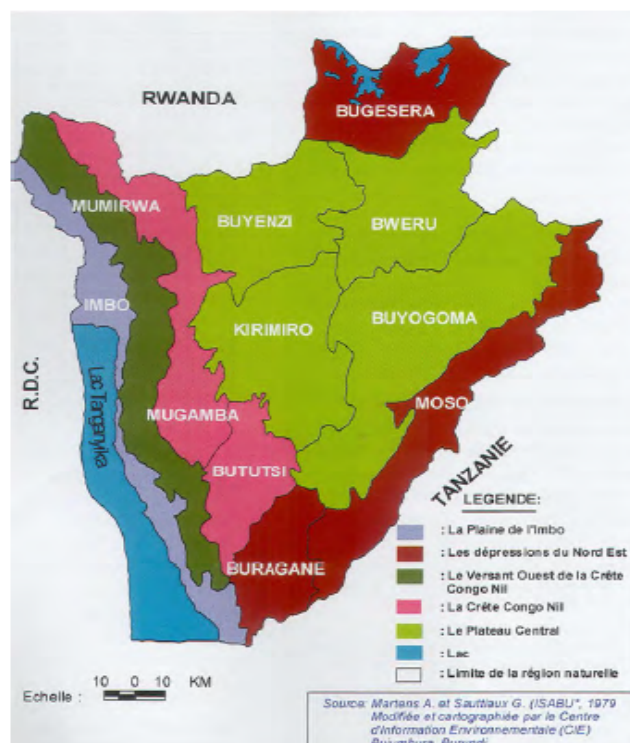 RWANDA
BUGESERA
MUMIRWA
BUYENZI
BWERU
IMBO
KIRIMIRO
BUYOGOMA
R.D.C.
Lac Tanganyika
MUGAMBA
MOSO
BUTUTSI
TANZANIE
BURAGANE
LEGENDE:
: La Plaine de l'Imbo
: Les dépressions du Nord Est
: Le Versant Ouest de la Crête
Congo Nil
: La Crête Congo Nil
: Le Plateau Central
: Lac
: Limite de la région naturelle
10 0 10 KM
Echelle :
Source: Martens A. et Sauttiaux G. (ISABU", 1979
Modifiée et cartographiée par le Centre
d'Information Environnementale (CIE)
Bujumbura, Burundi